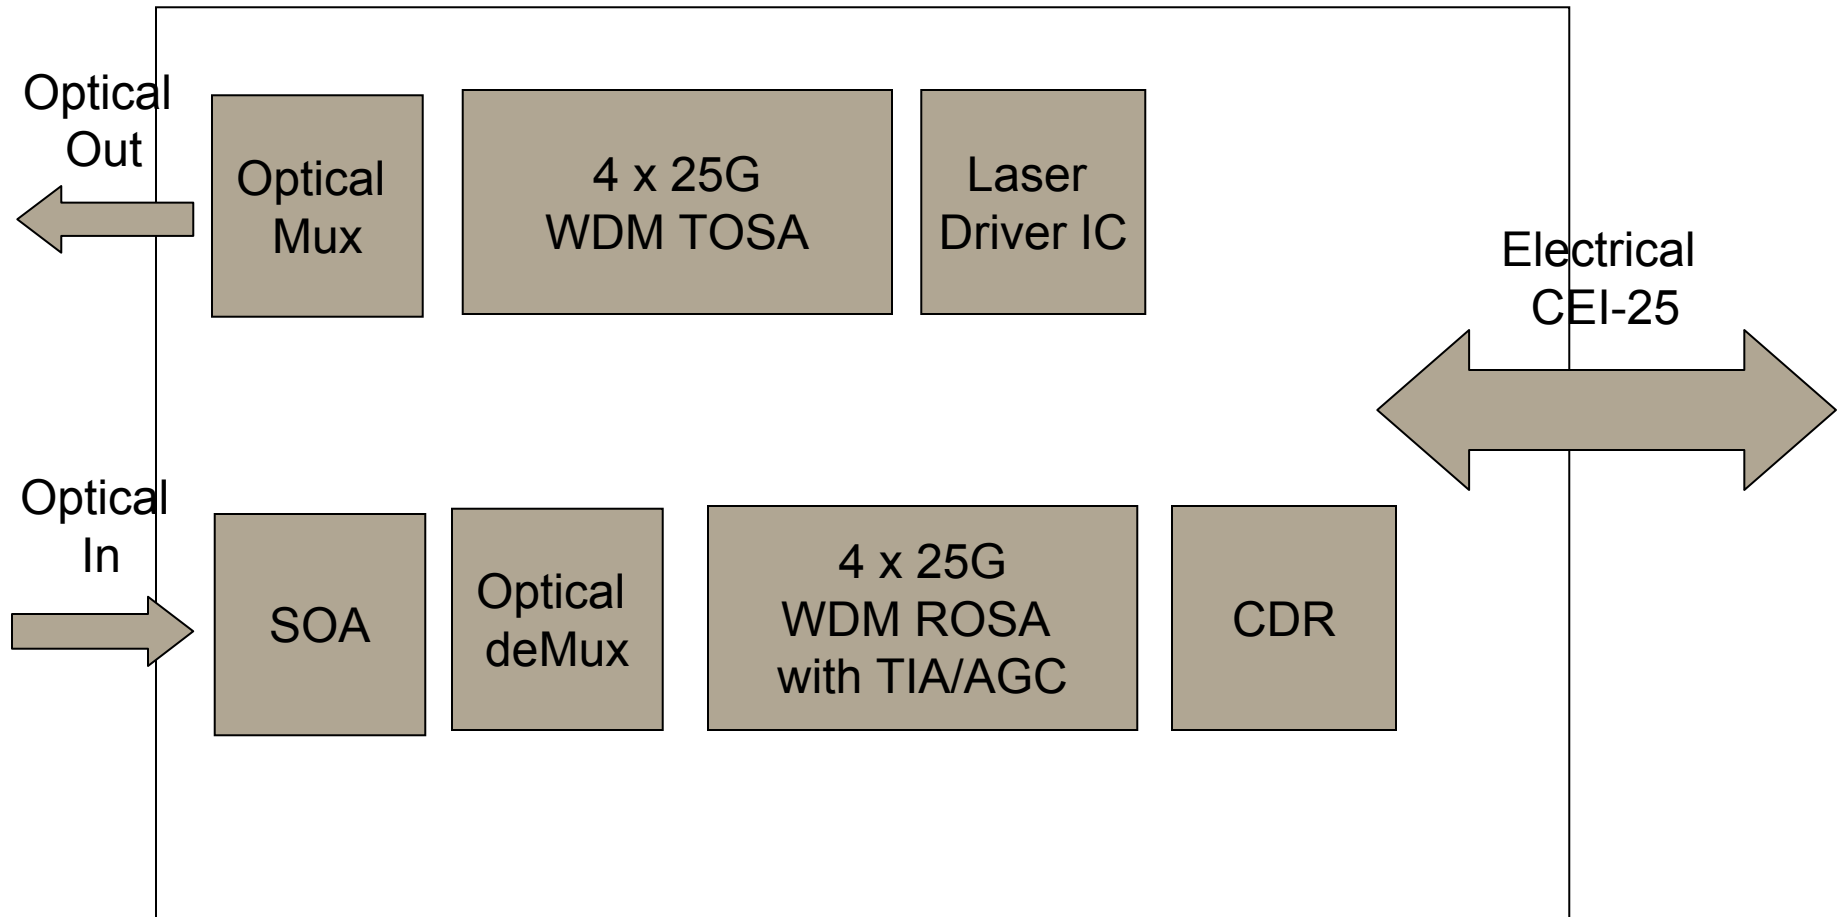 Optical
Out
Optical
Mux
4 x 25G
WDM TOSA
Laser
Driver IC
Electrical
CEI-25
Optical
In
SOA
Optical
deMux
4 x 25G
WDM ROSA
with TIA/AGC
CDR